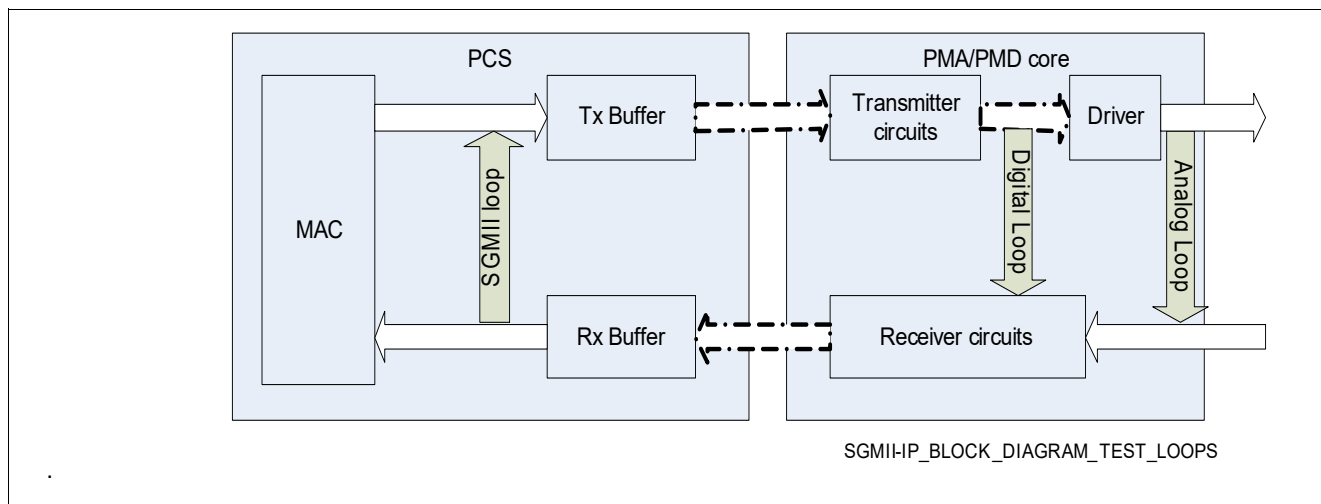 PCS
PMA/PMD core
MAC
Tx Buffer
Transmitter
circuits
Driver
SGMII loop
Digital Loop
Analog Loop
Rx Buffer
Receiver circuits
SGMII-IP_BLOCK_DIAGRAM_TEST_LOOPS
.